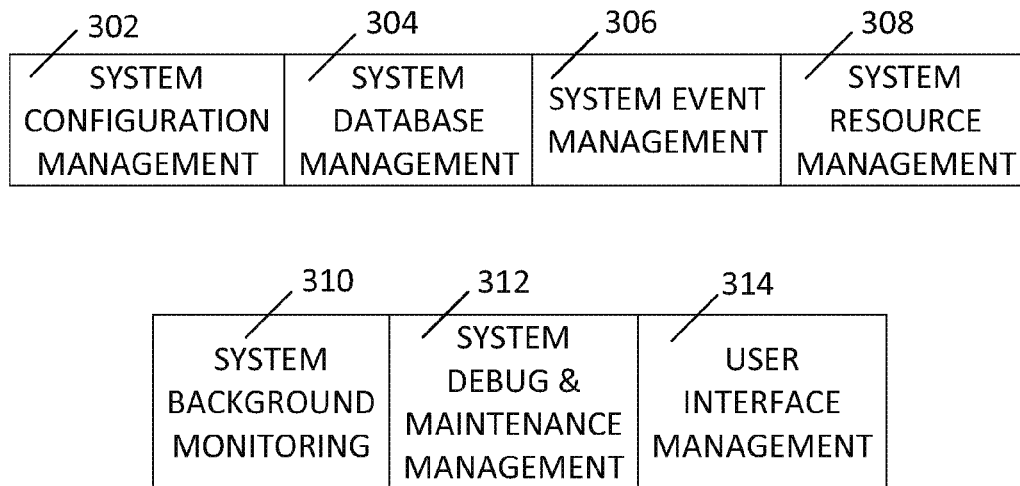 302
304
306
308
SYSTEM
CONFIGURATION
MANAGEMENT
SYSTEM
DATABASE
MANAGEMENT
SYSTEM EVENT
MANAGEMENT
SYSTEM
RESOURCE
MANAGEMENT
310
312
314
SYSTEM
BACKGROUND
MONITORING
SYSTEM
DEBUG &
MAINTENANCE
MANAGEMENT
USER
INTERFACE
MANAGEMENT